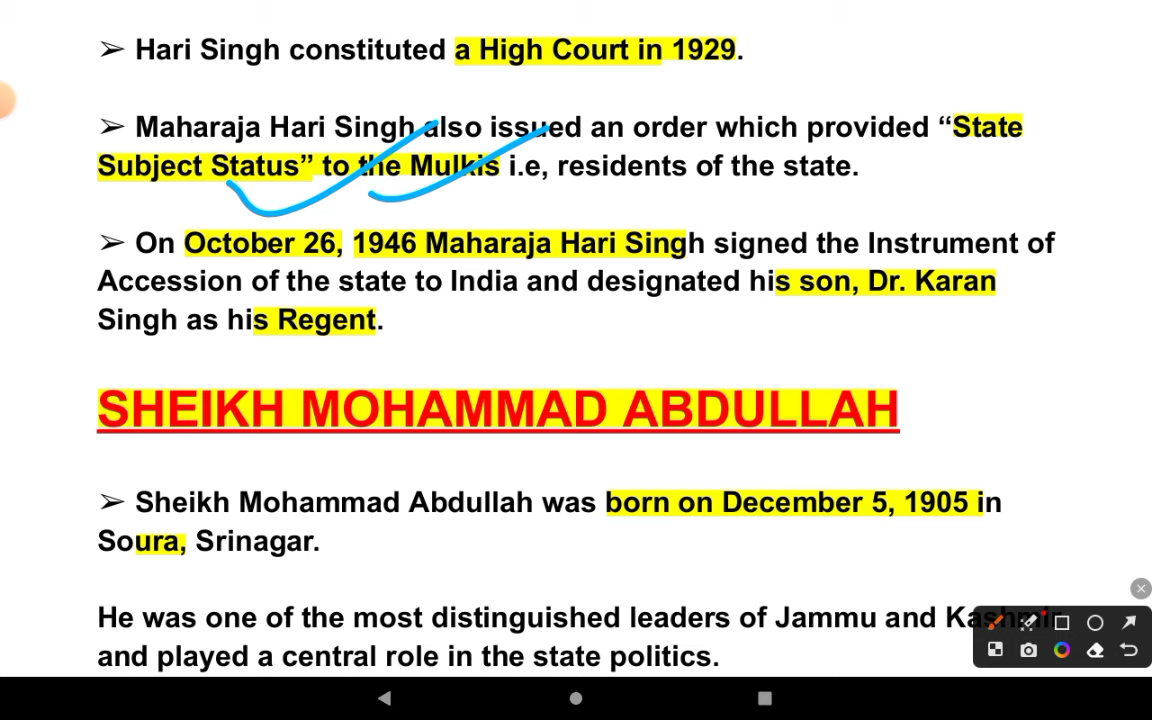 ➢ Hari Singh constituted a High Court in 1929.
➢ Maharaja Hari Singh also issued an order which provided “State
Subject Status” to the Mulkis i.e, residents of the state.
➢ On October 26, 1946 Maharaja Hari Singh signed the Instrument of
Accession of the state to India and designated his son, Dr. Karan
Singh as his Regent.
SHEIKH MOHAMMAD ABDULLAH
➢ Sheikh Mohammad Abdullah was born on December 5, 1905 in
Soura, Srinagar.
He was one of the most distinguished leaders of Jammu and Kashmir
and played a central role in the state politics.